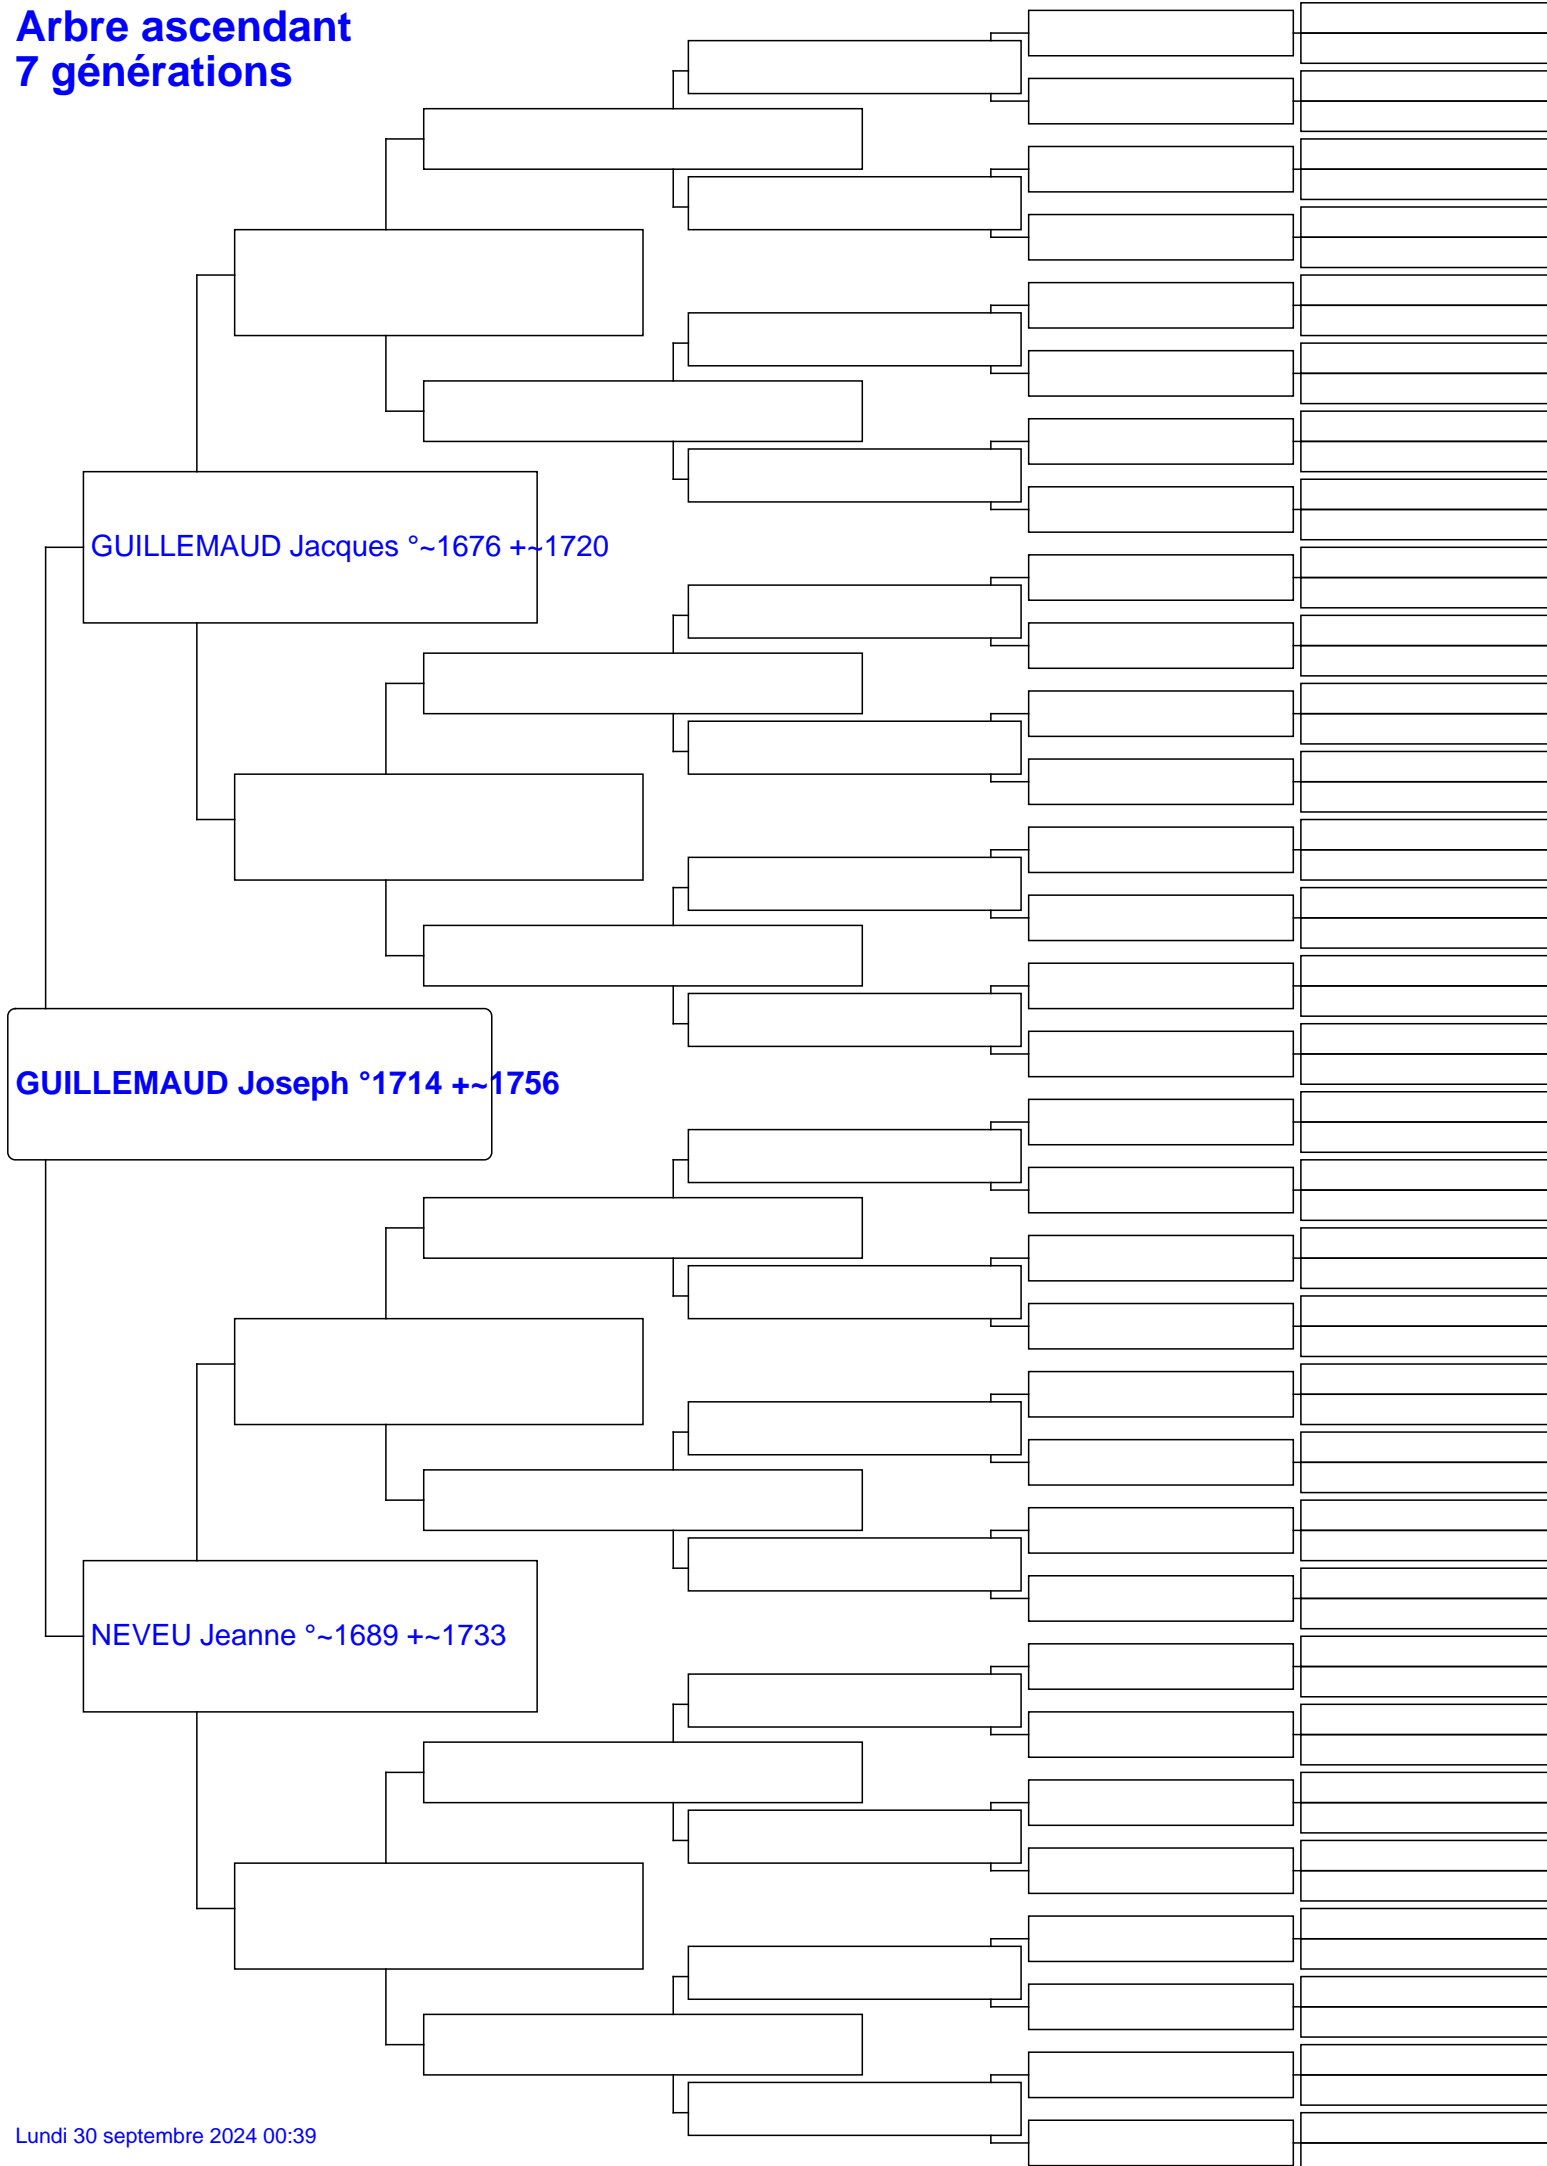 Arbre ascendant
7 générations
GUILLEMAUD Jacques °~1676 +~1720
GUILLEMAUD Joseph °1714 +~1756
NEVEU Jeanne °~1689 +~1733
Lundi 30 septembre 2024 00:39